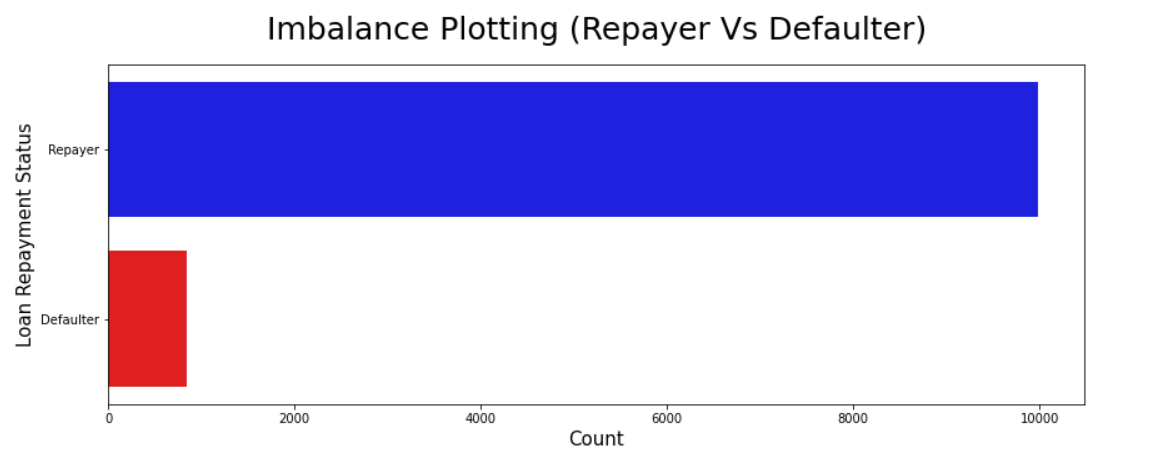 Imbalance Plotting (Repayer Vs Defaulter)
Loan Repayment Status
Repayer
Defaulter
0 2000 4000 6000 8000 10000
Count